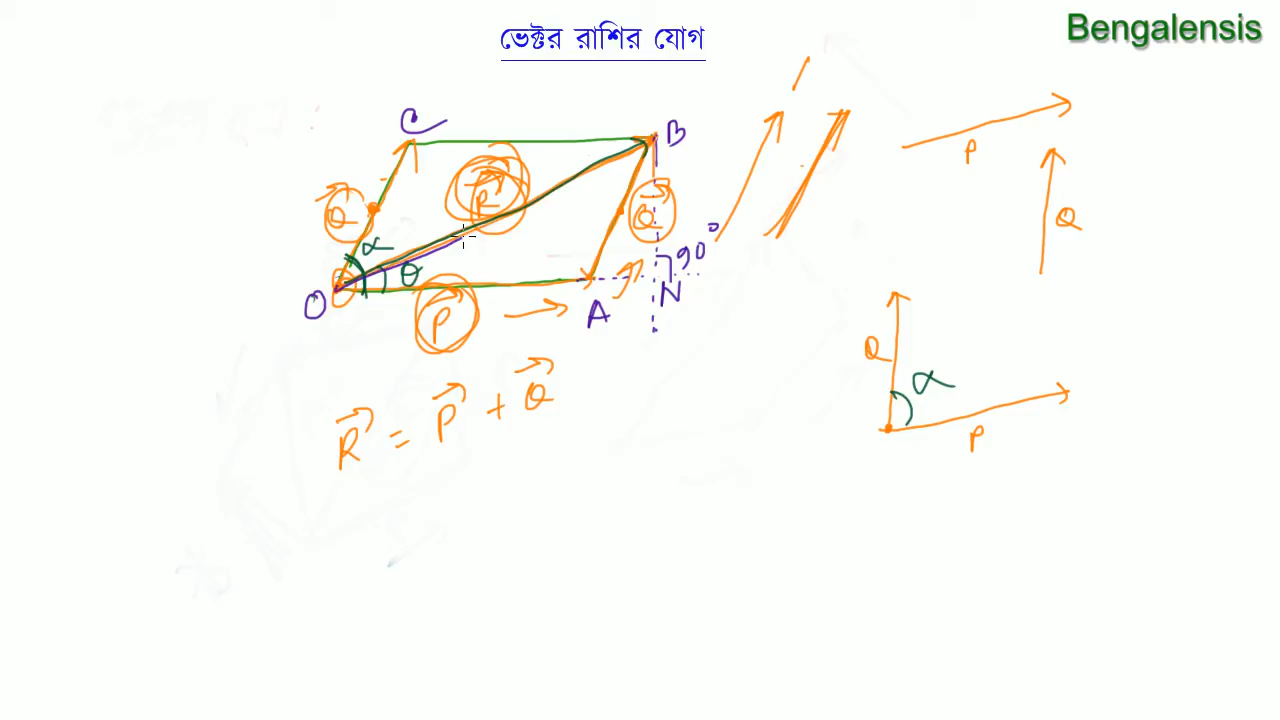 Bengalensis
ভেক্টর রাশির যোগ
C
B
P
R
Q
Q
Q
α
θ
90°
O
P
A
N
R = P + Q
Q
α
P